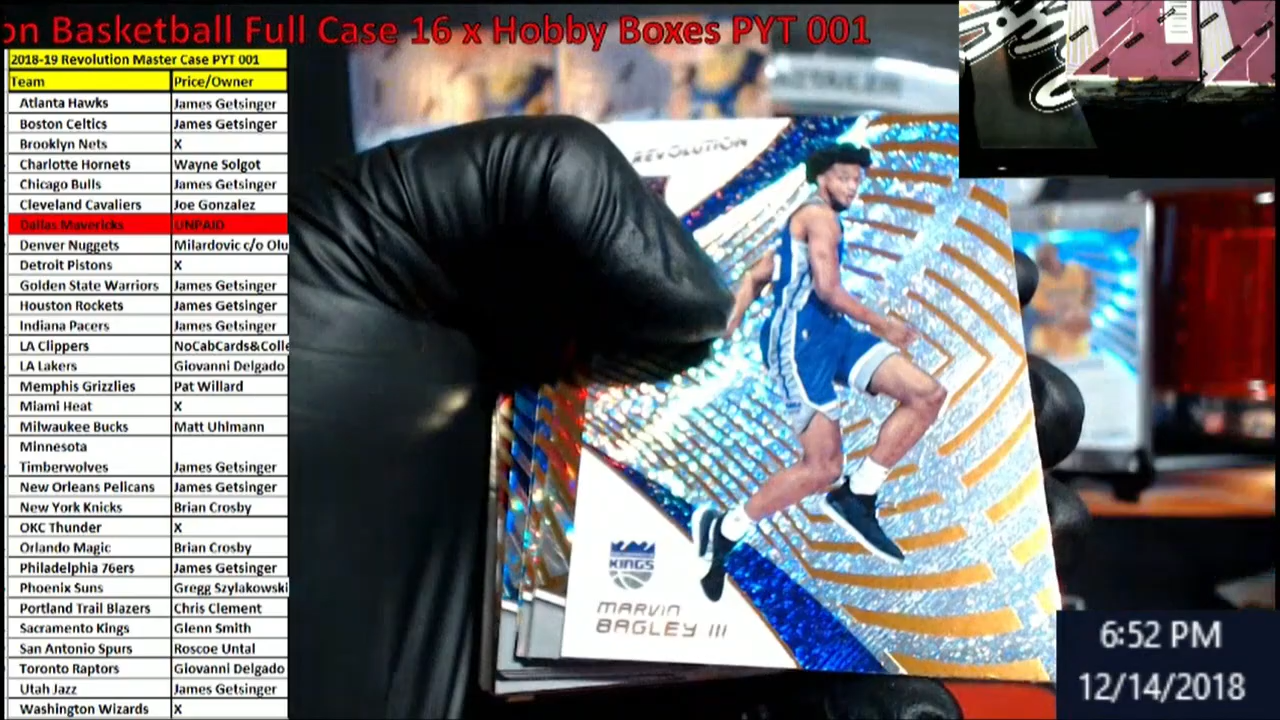 on Basketball Full Case 16 x Hobby Boxes PYT 001
2018-19 Revolution Master Case PYT 001
Team Price/Owner
Atlanta Hawks James Getsinger
Boston Celtics James Getsinger
Brooklyn Nets X
Charlotte Hornets Wayne Solgot
Chicago Bulls James Getsinger
Cleveland Cavaliers Joe Gonzalez
Dallas Mavericks UNPAID
Denver Nuggets Milardovic c/o Olu
Detroit Pistons X
Golden State Warriors James Getsinger
Houston Rockets James Getsinger
Indiana Pacers James Getsinger
LA Clippers NoCabCards&Colle
LA Lakers Giovanni Delgado
Memphis Grizzlies Pat Willard
Miami Heat X
Milwaukee Bucks Matt Uhlmann
Minnesota
Timberwolves James Getsinger
New Orleans Pelicans James Getsinger
New York Knicks Brian Crosby
OKC Thunder X
Orlando Magic Brian Crosby
Philadelphia 76ers James Getsinger
Phoenix Suns Gregg Szylakowski
Portland Trail Blazers Chris Clement
Sacramento Kings Glenn Smith
San Antonio Spurs Roscoe Untal
Toronto Raptors Giovanni Delgado
Utah Jazz James Getsinger
Washington Wizards X
REVOLUTION
KINGS
MARVIN
BAGLEY III
6:52 PM
12/14/2018